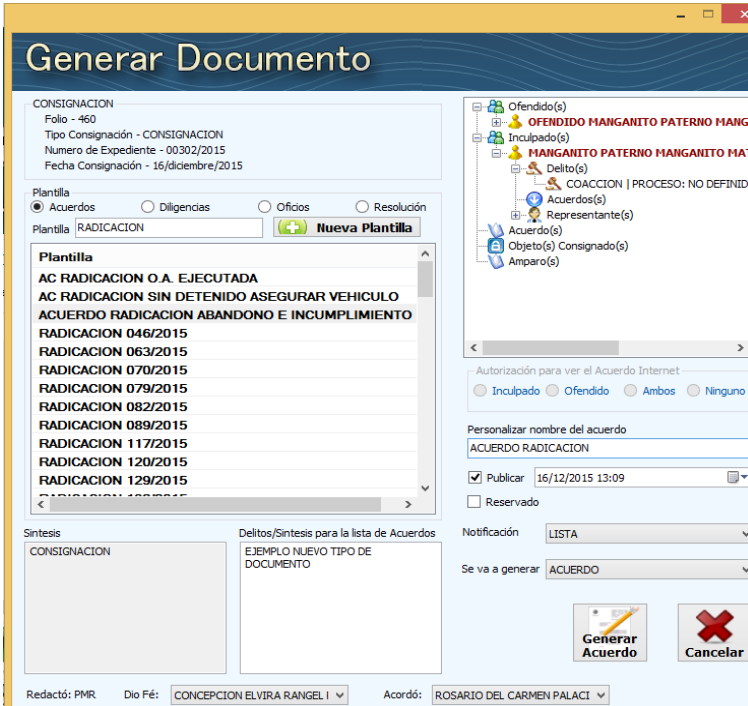 Generar Documento
CONSIGNACION
Folio - 460
Tipo Consignación - CONSIGNACION
Numero de Expediente - 00302/2015
Fecha Consignación - 16/diciembre/2015
Plantilla
Acuerdos Diligencias Oficios Resolución
Plantilla RADICACION Nueva Plantilla
Plantilla
AC RADICACION O.A. EJECUTADA
AC RADICACION SIN DETENIDO ASEGURAR VEHICULO
ACUERDO RADICACION ABANDONO E INCUMPLIMIENTO
RADICACION 046/2015
RADICACION 063/2015
RADICACION 070/2015
RADICACION 079/2015
RADICACION 082/2015
RADICACION 089/2015
RADICACION 117/2015
RADICACION 120/2015
RADICACION 129/2015
Sintesis
CONSIGNACION
Delitos/Sintesis para la lista de Acuerdos
EJEMPLO NUEVO TIPO DE
DOCUMENTO
Ofendido(s)
OFENDIDO MANGANITO PATERNO MANG
Inculpado(s)
MANGANITO PATERNO MANGANITO MAT
Delito(s)
COACCION | PROCESO: NO DEFINID
Acuerdos(s)
Representante(s)
Acuerdo(s)
Objeto(s) Consignado(s)
Amparo(s)
Autorización para ver el Acuerdo Internet
Inculpado Ofendido Ambos Ninguno
Personalizar nombre del acuerdo
ACUERDO RADICACION
Publicar 16/12/2015 13:09
Reservado
Notificación LISTA
Se va a generar ACUERDO
Generar
Acuerdo
Cancelar
Redactó: PMR Dio Fé: CONCEPCION ELVIRA RANGEL Acordó: ROSARIO DEL CARMEN PALACI